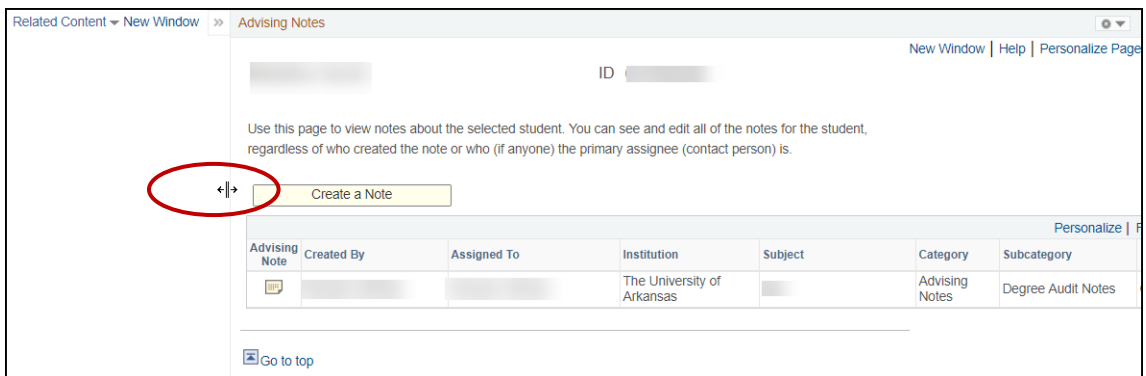 Related Content New Window » Advising Notes
New Window | Help | Personalize Page
ID
Use this page to view notes about the selected student. You can see and edit all of the notes for the student,
regardless of who created the note or who (if anyone) the primary assignee (contact person) is.
Create a Note
Personalize |
Advising Note Created By Assigned To Institution Subject Category Subcategory
The University of Arkansas Advising Notes Degree Audit Notes
Go to top